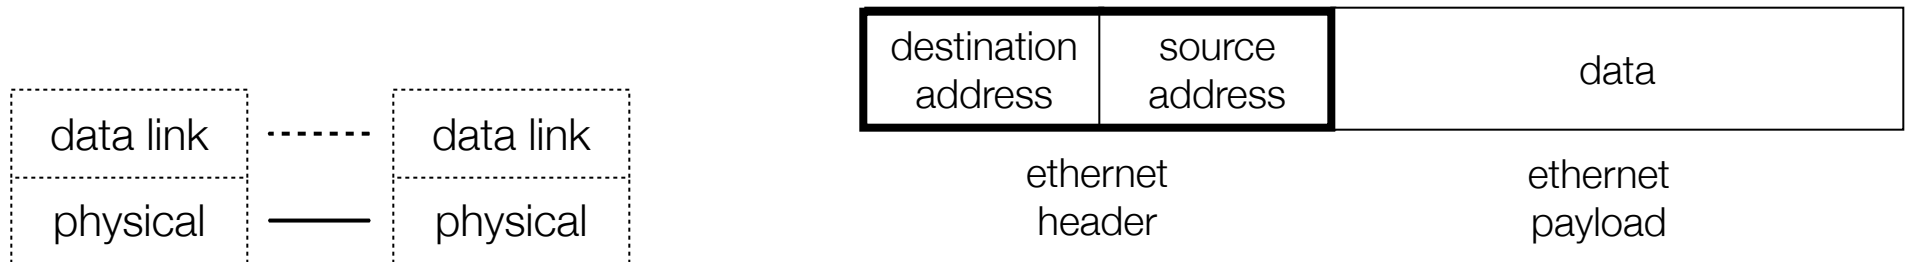 data link
physical
data link
physical
destination
address
source
address
data
ethernet
header
ethernet
payload